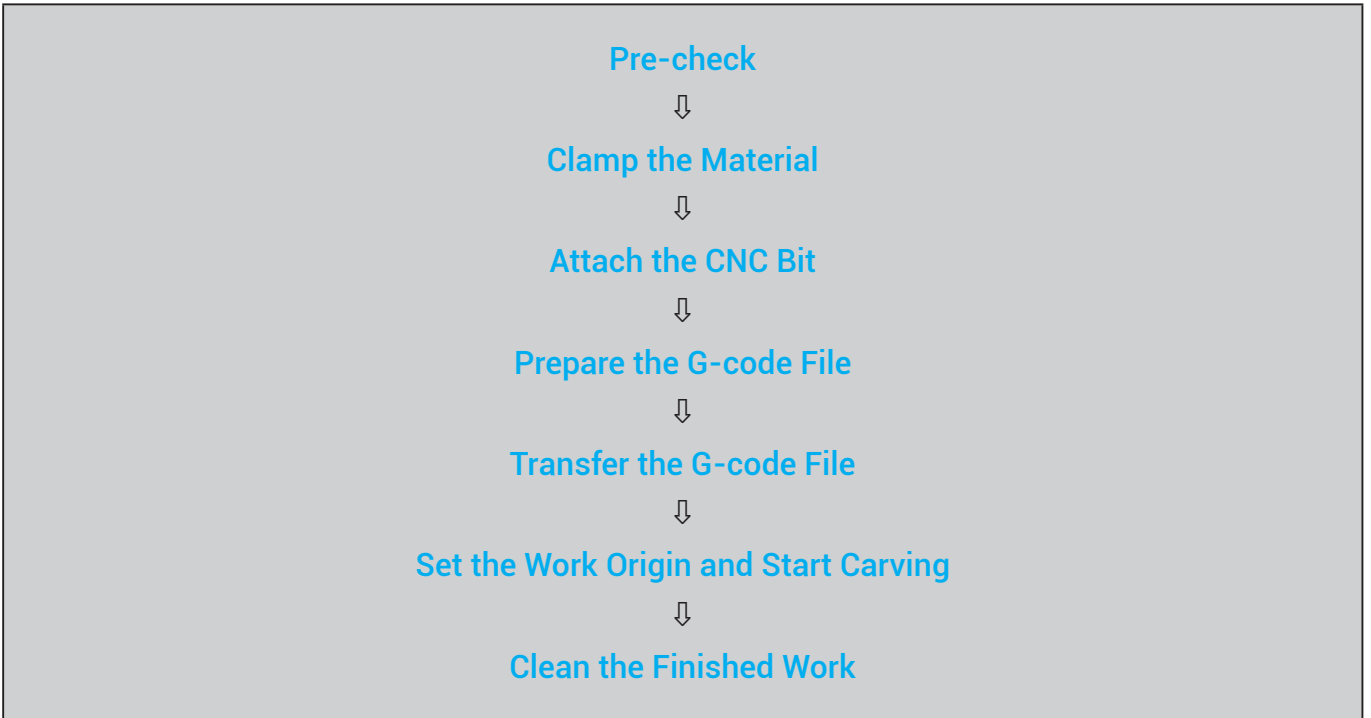 Pre-check
⇩
Clamp the Material
⇩
Attach the CNC Bit
⇩
Prepare the G-code File
⇩
Transfer the G-code File
⇩
Set the Work Origin and Start Carving
⇩
Clean the Finished Work